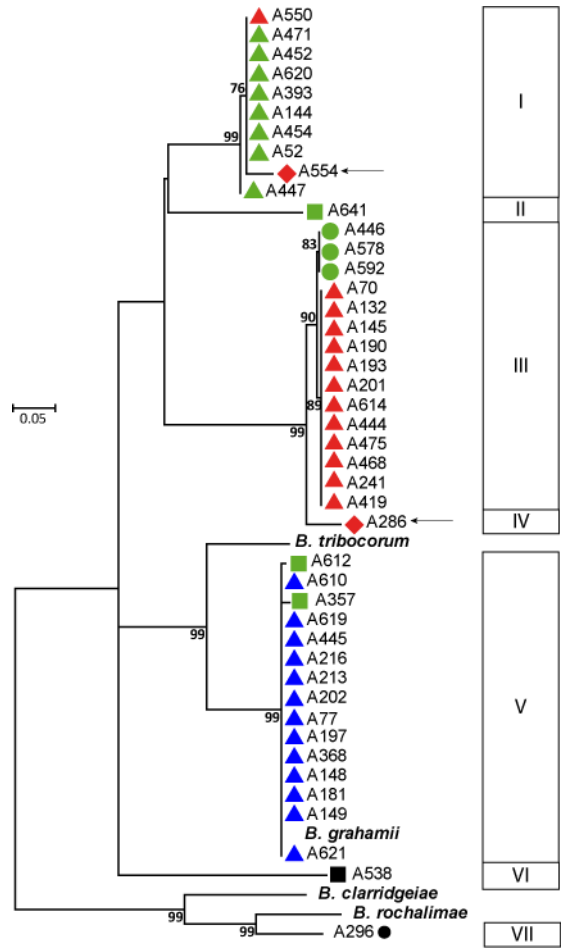 A550
A471
A452
A620
76
A393
I
A144
99
A454
A52
A554
A447
A641
II
A446
83
A578
A592
A70
A132
90
A145
A190
A193
III
A201
0.05
89
A614
A444
99
A475
A468
A241
A419
A286
IV
B. tribocorum
A612
A610
A357
A619
99
A445
A216
A213
A202
V
99
A77
A197
A368
A148
A181
A149
B. grahamii
A621
A538
VI
B. clarridgeiae
99
B. rochalimae
99
A296
VII